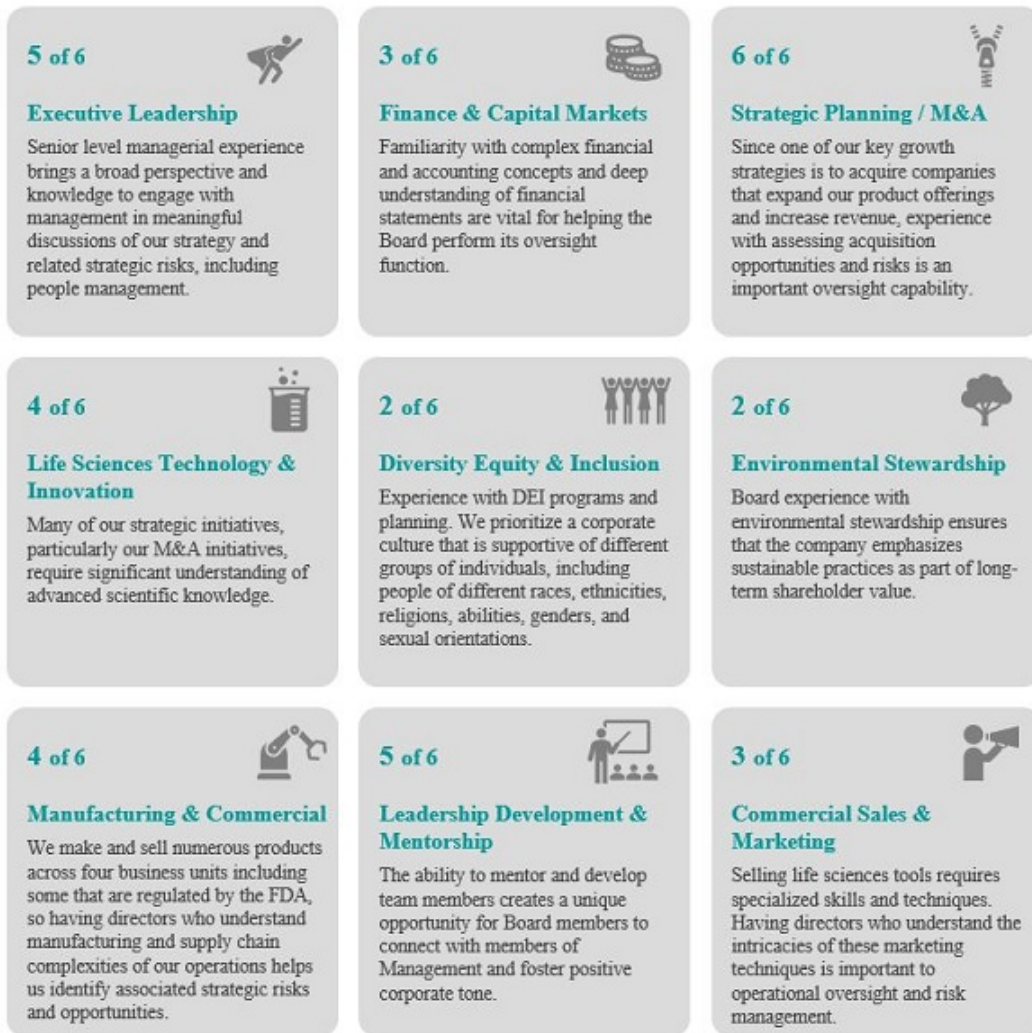 5 of 6
Executive Leadership
Senior level managerial experience
brings a broad perspective and
knowledge to engage with
management in meaningful
discussions of our strategy and
related strategic risks, including
people management.
3 of 6
Finance & Capital Markets
Familiarity with complex financial
and accounting concepts and deep
understanding of financial
statements are vital for helping the
Board perform its oversight
function.
6 of 6
Strategic Planning / M&A
Since one of our key growth
strategies is to acquire companies
that expand our product offerings
and increase revenue, experience
with assessing acquisition
opportunities and risks is an
important oversight capability.
4 of 6
Life Sciences Technology &
Innovation
Many of our strategic initiatives,
particularly our M&A initiatives,
require significant understanding of
advanced scientific knowledge.
2 of 6
Diversity Equity & Inclusion
Experience with DEI programs and
planning. We prioritize a corporate
culture that is supportive of different
groups of individuals, including
people of different races, ethnicities,
religions, abilities, genders, and
sexual orientations.
2 of 6
Environmental Stewardship
Board experience with
environmental stewardship ensures
that the company emphasizes
sustainable practices as part of long-
term shareholder value.
4 of 6
Manufacturing & Commercial
We make and sell numerous products
across four business units including
some that are regulated by the FDA,
so having directors who understand
manufacturing and supply chain
complexities of our operations helps
us identify associated strategic risks
and opportunities.
5 of 6
Leadership Development &
Mentorship
The ability to mentor and develop
team members creates a unique
opportunity for Board members to
connect with members of
Management and foster positive
corporate tone.
3 of 6
Commercial Sales &
Marketing
Selling life sciences tools requires
specialized skills and techniques.
Having directors who understand the
intricacies of these marketing
techniques is important to
operational oversight and risk
management.